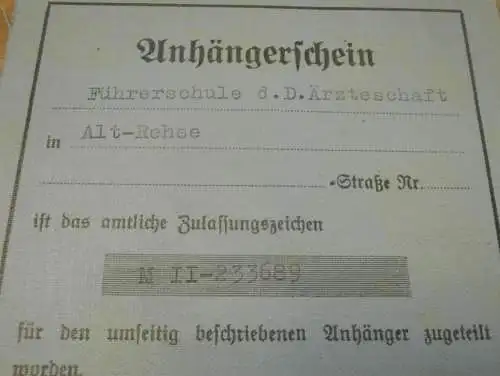 Anhängerschein
Führerschule d.D.Ärzteschaft
in Alt-Rehse
-Straße Nr.
ist das amtliche Zulassungszeichen
M II-233689
für den umseitig beschriebenen Anhänger zugeteilt
worden.